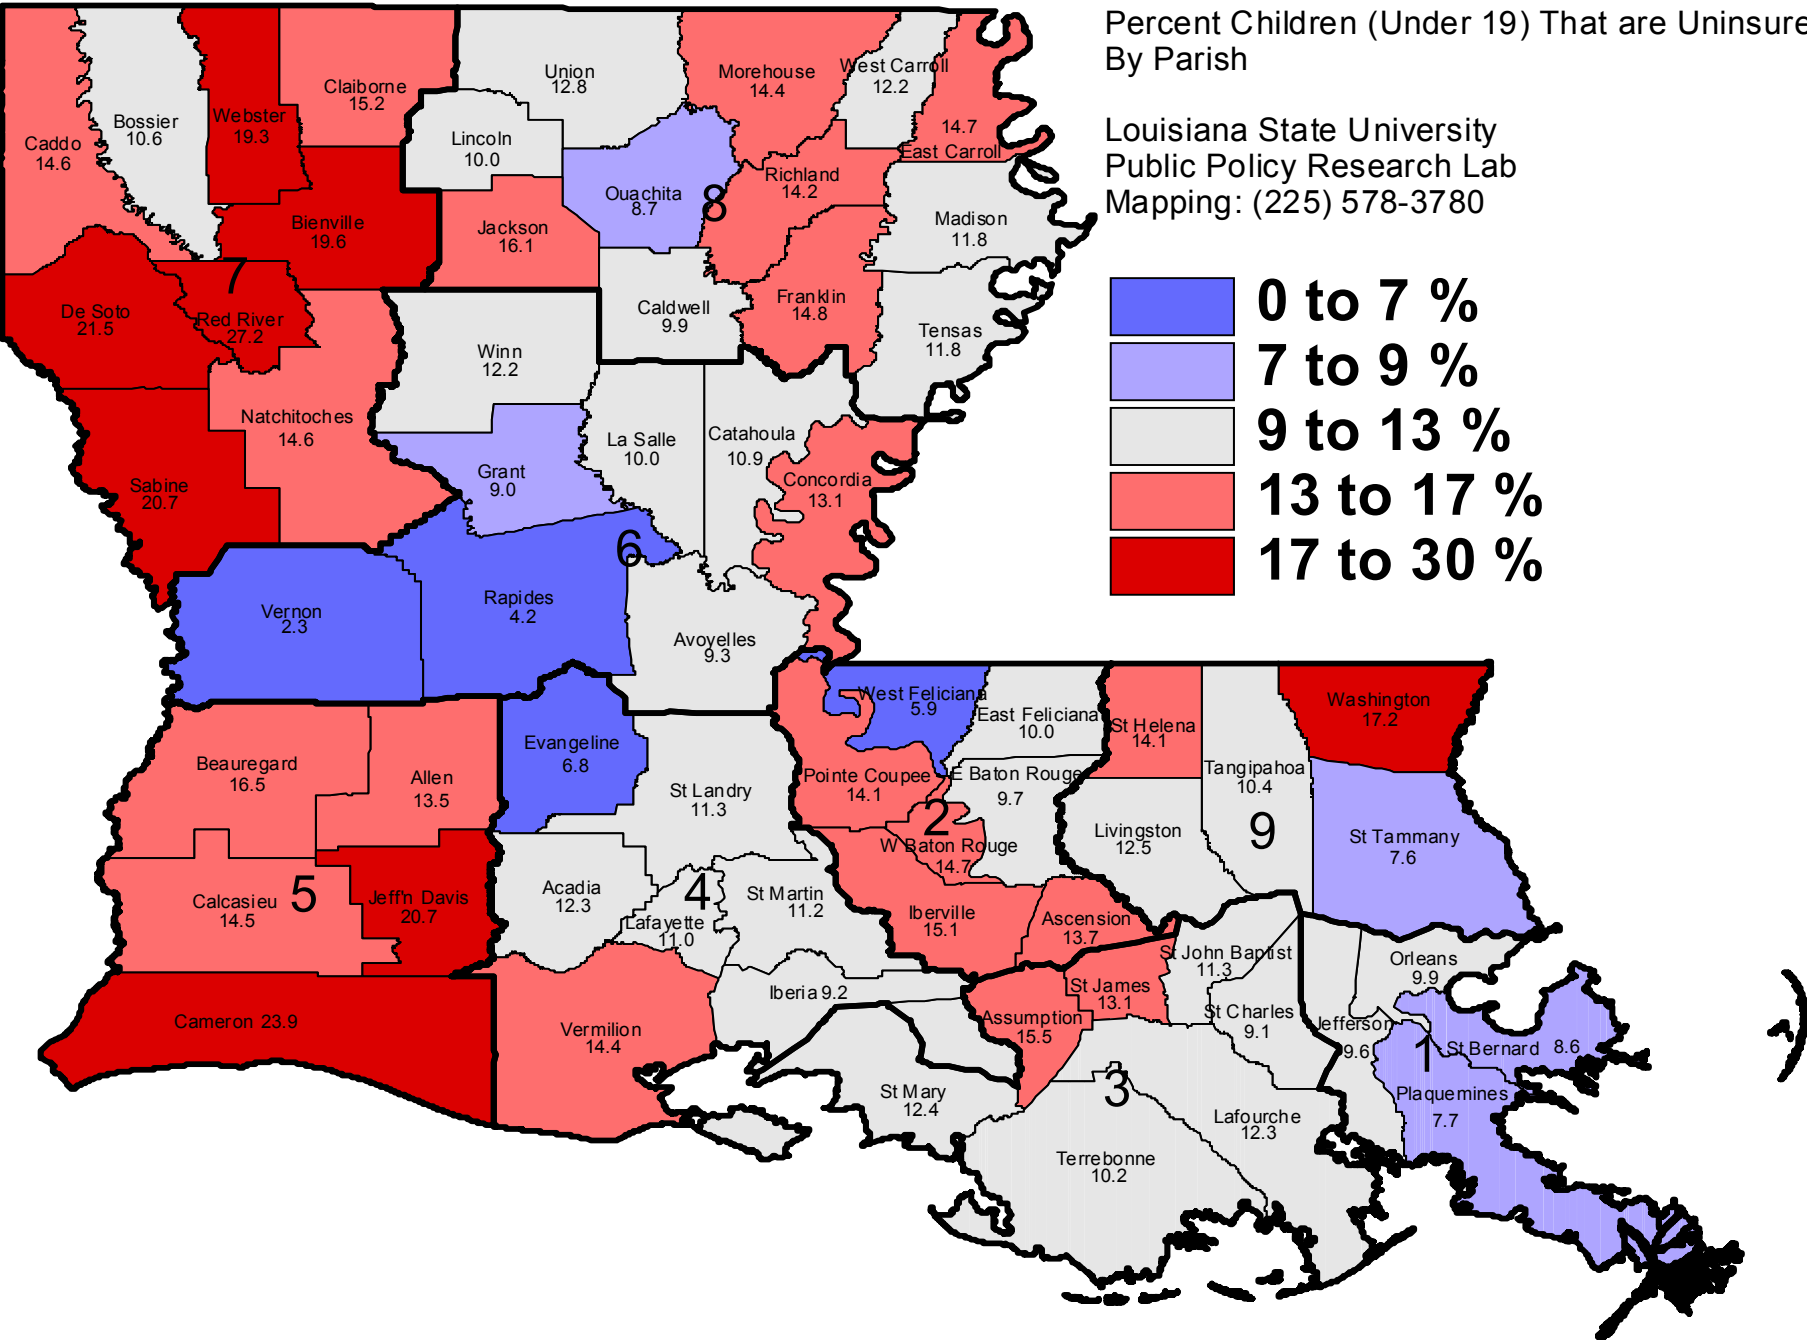 Percent Children (Under 19) That are Uninsure
By Parish
Louisiana State University
Public Policy Research Lab
Mapping: (225) 578-3780
0 to 7 %
7 to 9 %
9 to 13 %
13 to 17 %
17 to 30 %
Caddo
14.6
Bossier
10.6
Webster
19.3
Claiborne
15.2
Union
12.8
Lincoln
10.0
Morehouse
14.4
West Carroll
12.2
14.7
East Carroll
Bienville
19.6
Jackson
16.1
Ouachita
8.7
8
Richland
14.2
Madison
11.8
7
De Soto
21.5
Red River
27.2
Caldwell
9.9
Franklin
14.8
Tensas
11.8
Winn
12.2
Natchitoches
14.6
Sabine
20.7
Grant
9.0
La Salle
10.0
Catahoula
10.9
Concordia
13.1
6
Vernon
2.3
Rapides
4.2
Avoyelles
9.3
West Feliciana
5.9
East Feliciana
10.0
St Helena
14.1
Washington
17.2
Beauregard
16.5
Allen
13.5
Evangeline
6.8
St Landry
11.3
Pointe Coupee
14.1
E Baton Rouge
9.7
Tangipahoa
10.4
2
W Baton Rouge
14.7
Livingston
12.5
9
St Tammany
7.6
Calcasieu
14.5
5
Jeff'n Davis
20.7
Acadia
12.3
4
Lafayette
11.0
St Martin
11.2
Iberville
15.1
Ascension
13.7
St John Baptist
11.3
Orleans
9.9
Cameron 23.9
Vermilion
14.4
Iberia 9.2
St James
13.1
Assumption
15.5
St Charles
9.1
Jefferson
9.6
1
St Bernard 8.6
Plaquemines
7.7
St Mary
12.4
3
Lafourche
12.3
Terrebonne
10.2